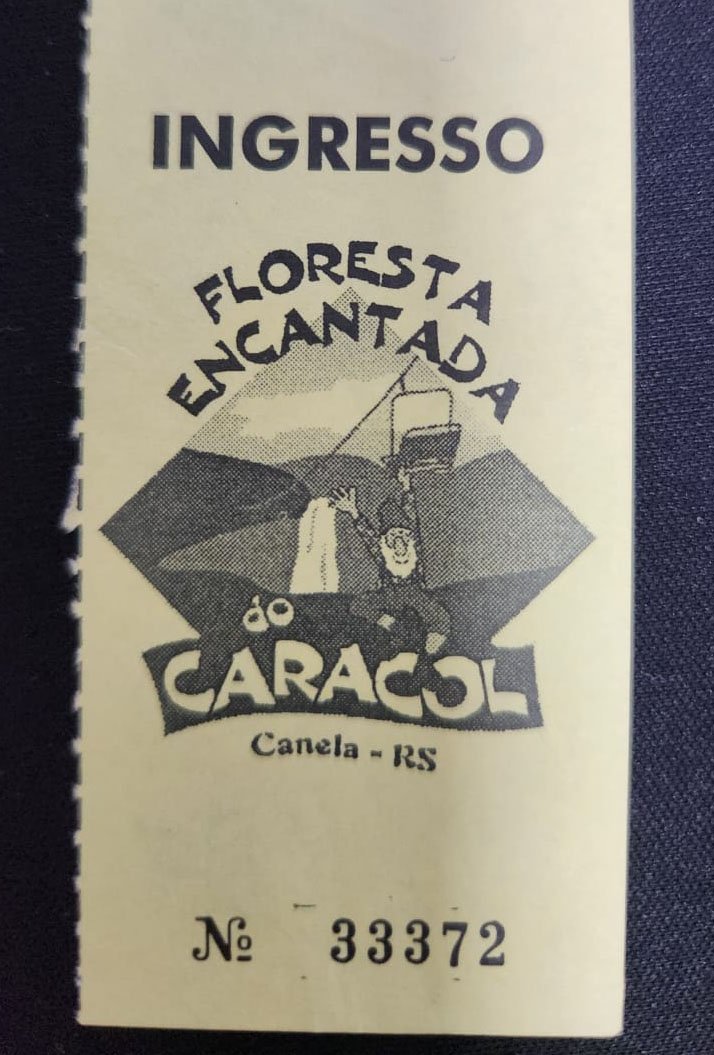 INGRESSO
FLORESTA
ENCANTADA
do
CARACOL
Canela - RS
Nº 33372